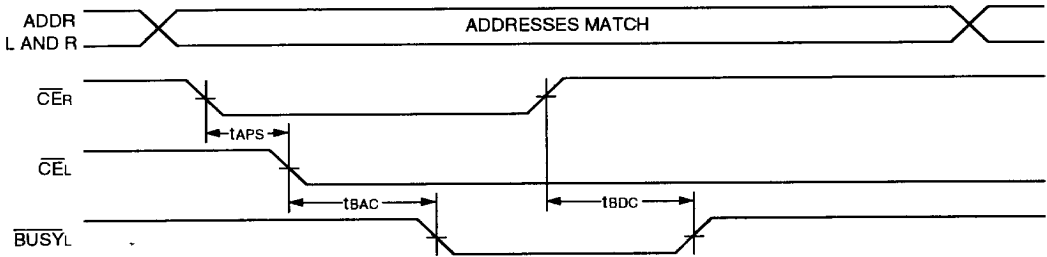 ADDR
L AND R
ADDRESSES MATCH
CER
tAPS
CEL
tBAC
tBDC
BUSYL